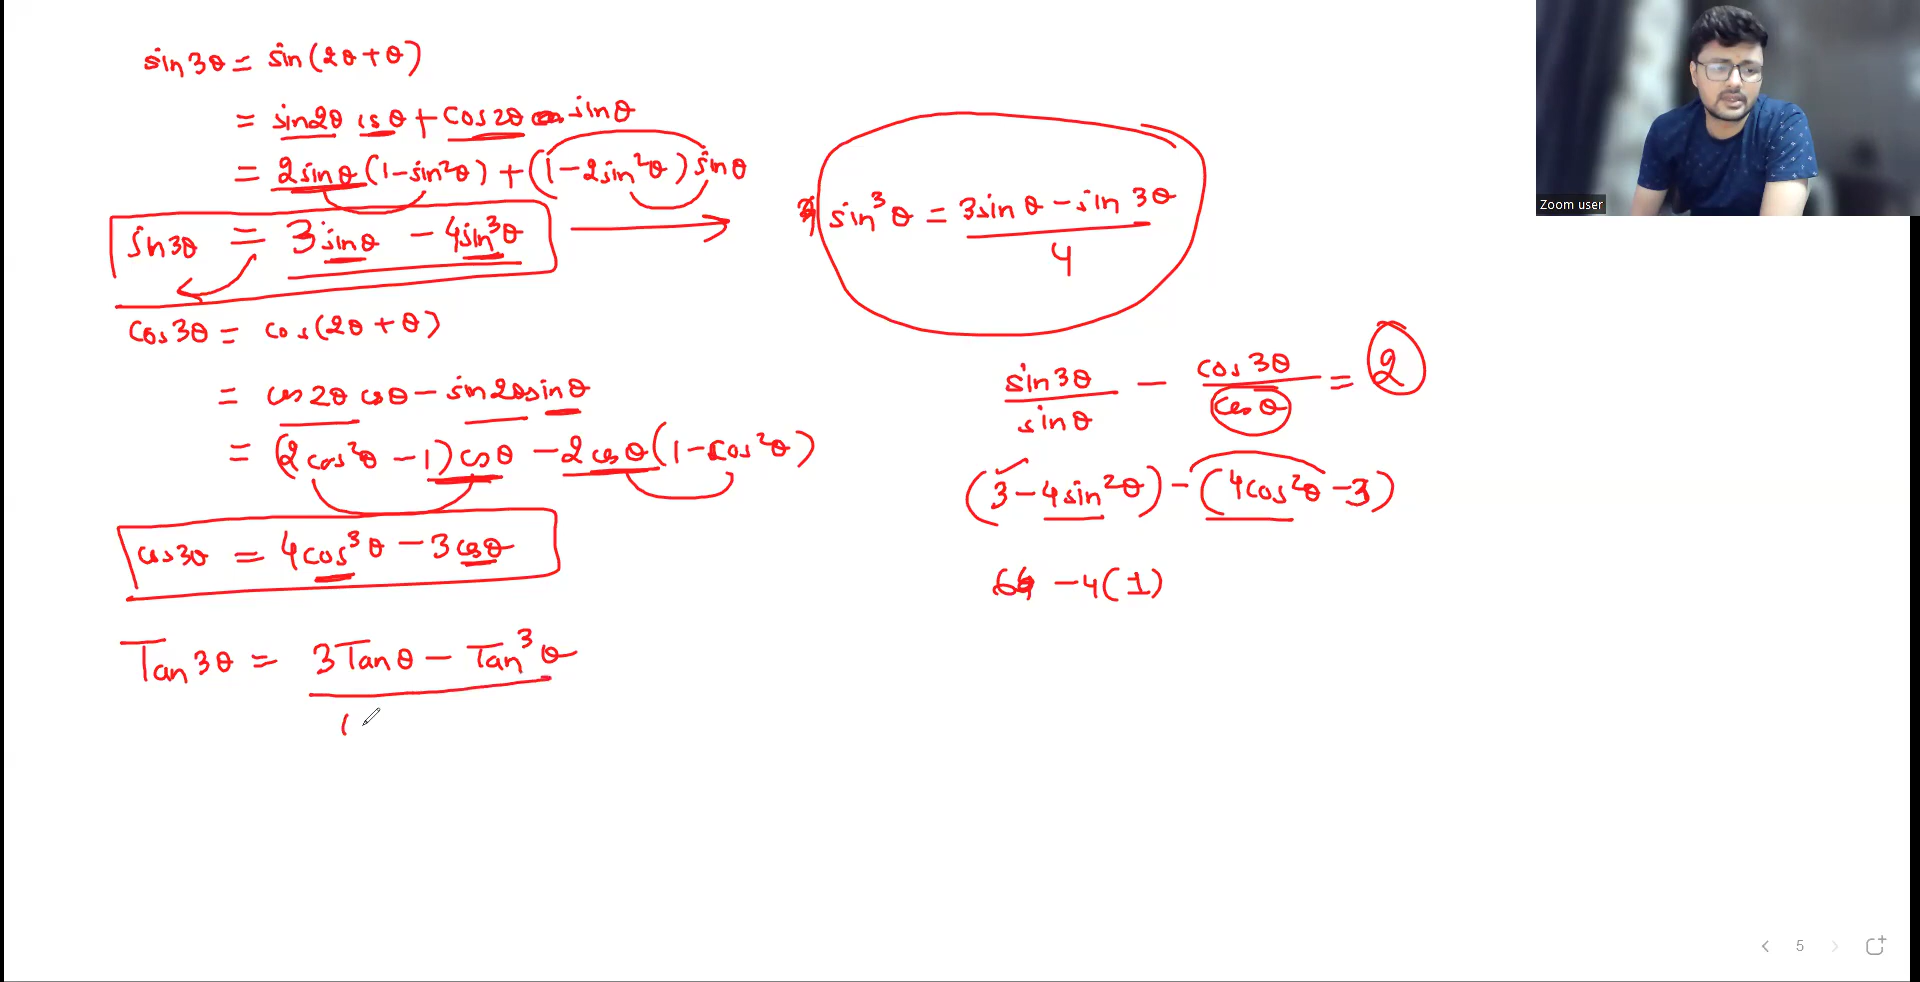 sin3θ = sin(2θ+θ)
= sin2θ cosθ + cos2θ sinθ
= 2sinθ(1-sin²θ) + (1-2sin²θ)sinθ
sin3θ = 3sinθ - 4sin³θ
sin³θ = 3sinθ - sin3θ
4
cos3θ = cos(2θ+θ)
= cos2θ cosθ - sin2θsinθ
= (2cos²θ - 1)cosθ - 2cosθ(1-cos²θ)
cos3θ = 4cos³θ - 3cosθ
Tan3θ = 3Tanθ - Tan³θ
1
sin3θ - cos3θ = 2
sinθ cosθ
(3-4sin²θ) - (4cos²θ-3)
6 -4(1)
Zoom user
5